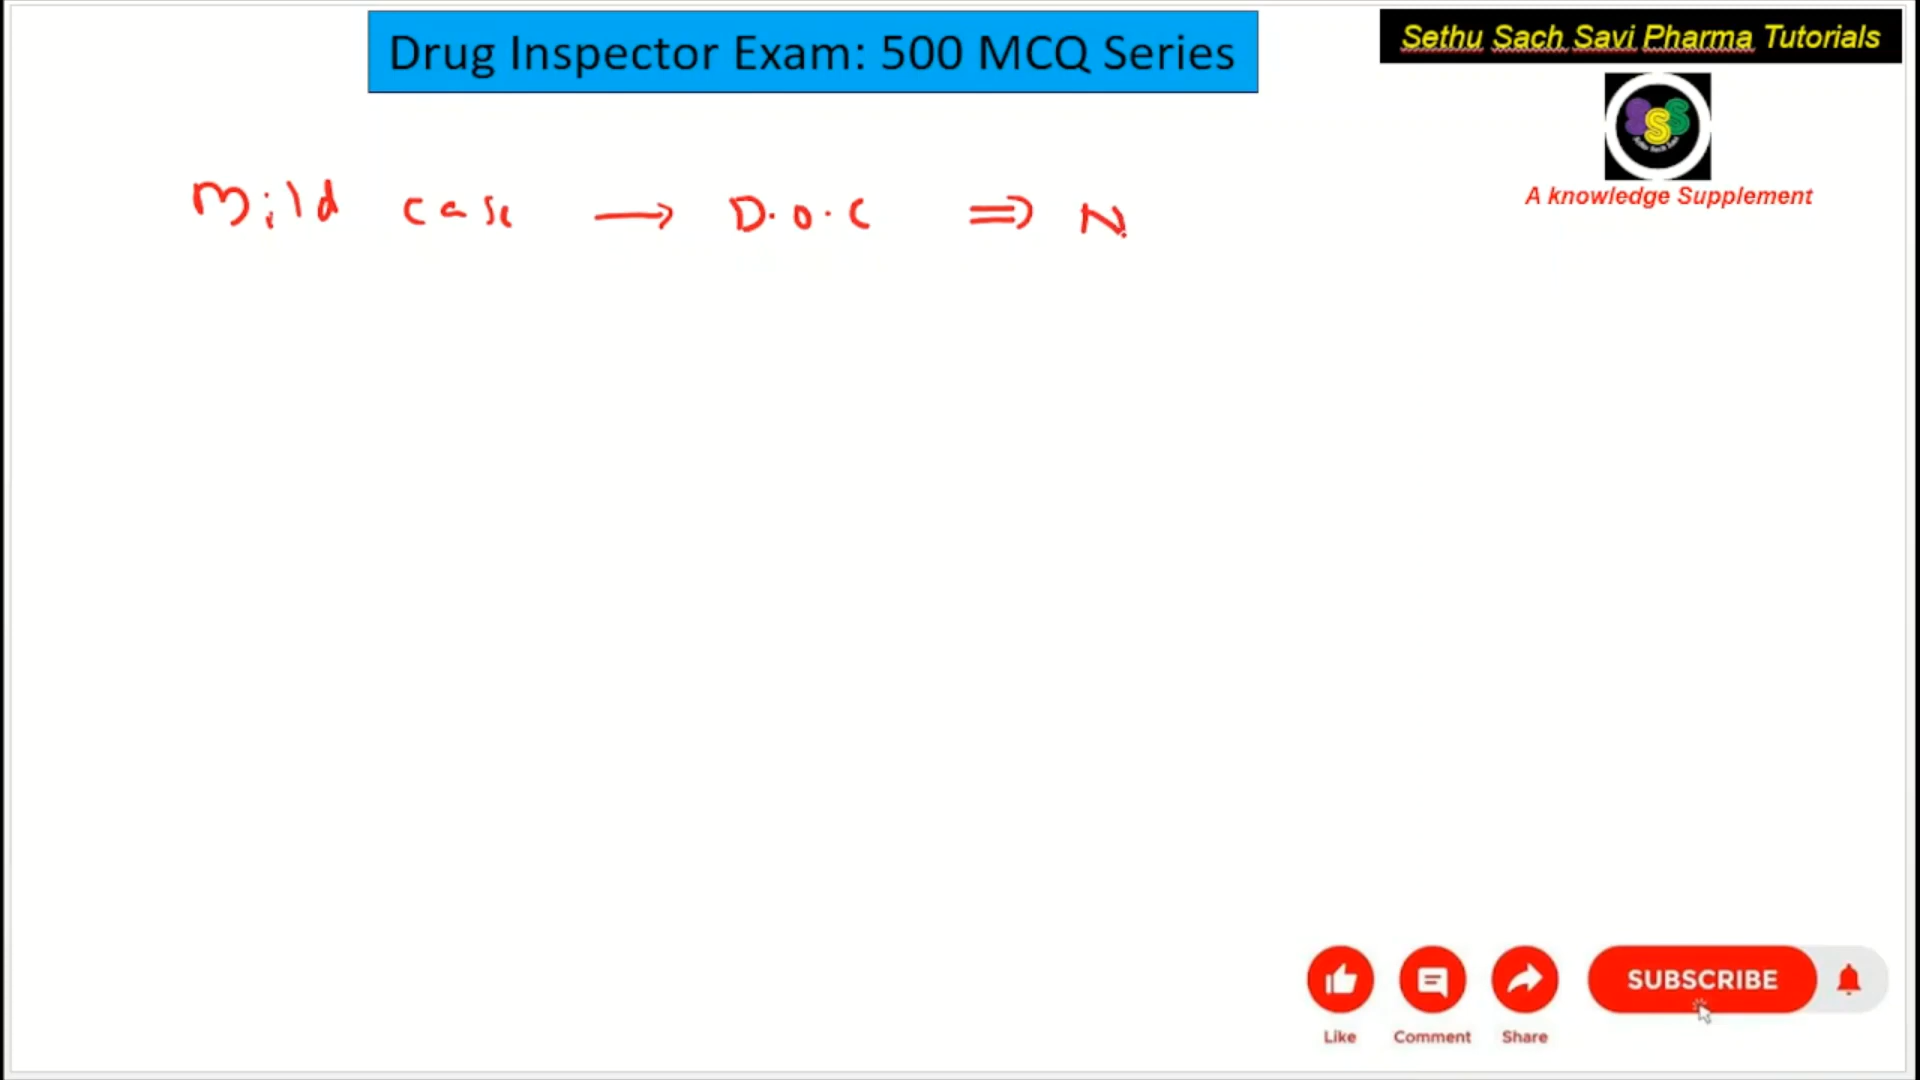 Drug Inspector Exam: 500 MCQ Series
Sethu Sach Savi Pharma Tutorials
SSS
A knowledge Supplement
Mild case → D.O.C ⇒ N
SUBSCRIBE
Like
Comment
Share